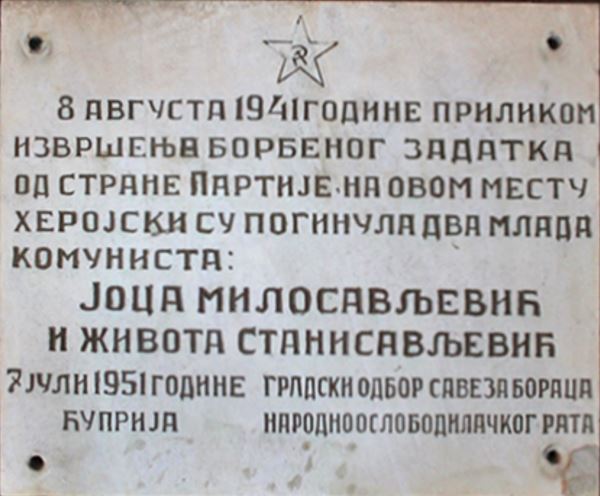 8 АВГУСТА 1941 ГОДИНЕ ПРИЛИКОМ
ИЗВРШЕЊА БОРБЕНОГ ЗАДАТКА
ОД СТРАНЕ ПАРТИЈЕ НА ОВОМ МЕСТУ
ХЕРОЈСКИ СУ ПОГИНУЛА ДВА МЛАДА
КОМУНИСТА:
ЈОЦА МИЛОСАВЉЕВИЋ
И ЖИВОТА СТАНИСАВЉЕВИЋ
7 ЈУЛИ 1951 ГОДИНЕ ГРАДСКИ ОДБОР САВЕЗА БОРАЦА
ЋУПРИЈА НАРОДНООСЛОБОДИЛАЧКОГ РАТА